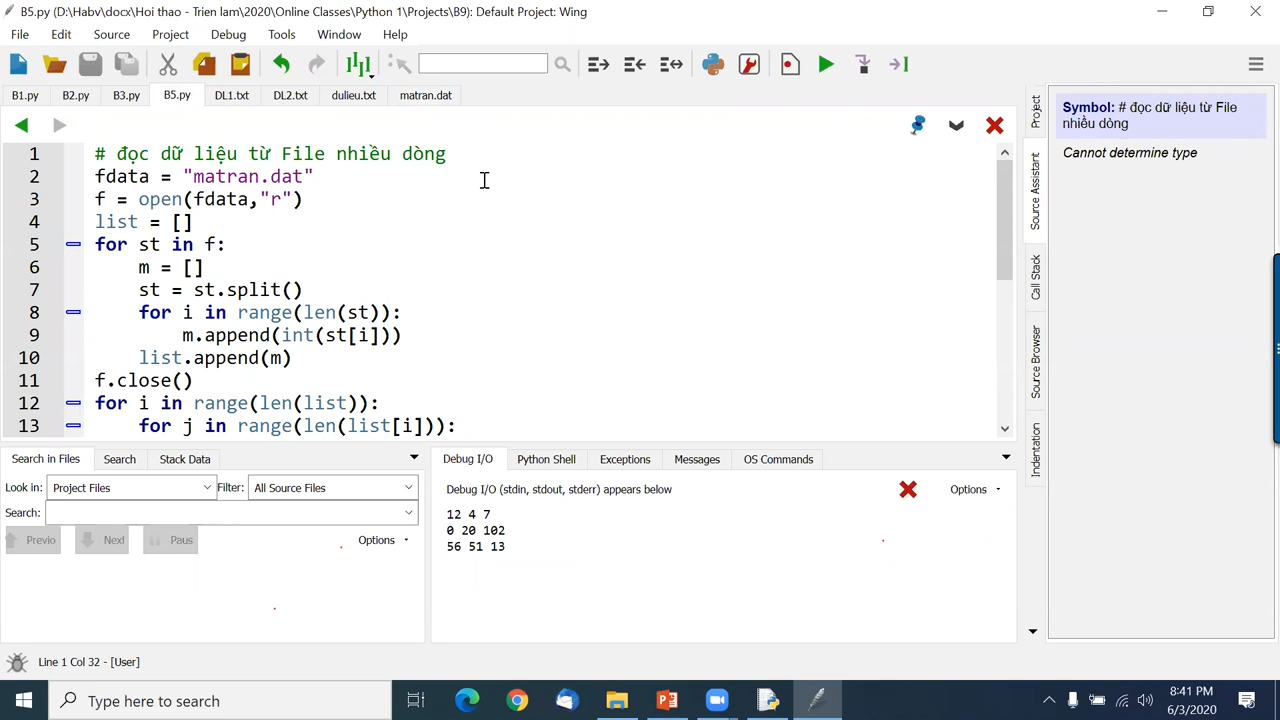 B5.py (D:\Habv\docx\Hoi thao - Trien lam\2020\Online Classes\Python 1\Projects\B9): Default Project: Wing
File Edit Source Project Debug Tools Window Help
B1.py B2.py B3.py B5.py DL1.txt DL2.txt dulieu.txt matran.dat
1 # đọc dữ liệu từ File nhiều dòng
2 fdata = "matran.dat"
3 f = open(fdata,"r")
4 list = []
5 for st in f:
6 m = []
7 st = st.split()
8 for i in range(len(st)):
9 m.append(int(st[i]))
10 list.append(m)
11 f.close()
12 for i in range(len(list)):
13 for j in range(len(list[i])):
Project
Source Assistant
Call Stack
Source Browser
Indentation
Symbol: # đọc dữ liệu từ File
nhiều dòng
Cannot determine type
Search in Files Search Stack Data
Look in: Project Files Filter: All Source Files
Search:
Previo Next Paus Options
Debug I/O Python Shell Exceptions Messages OS Commands
Debug I/O (stdin, stdout, stderr) appears below Options
12 4 7
0 20 102
56 51 13
Line 1 Col 32 - [User]
Type here to search
8:41 PM
6/3/2020